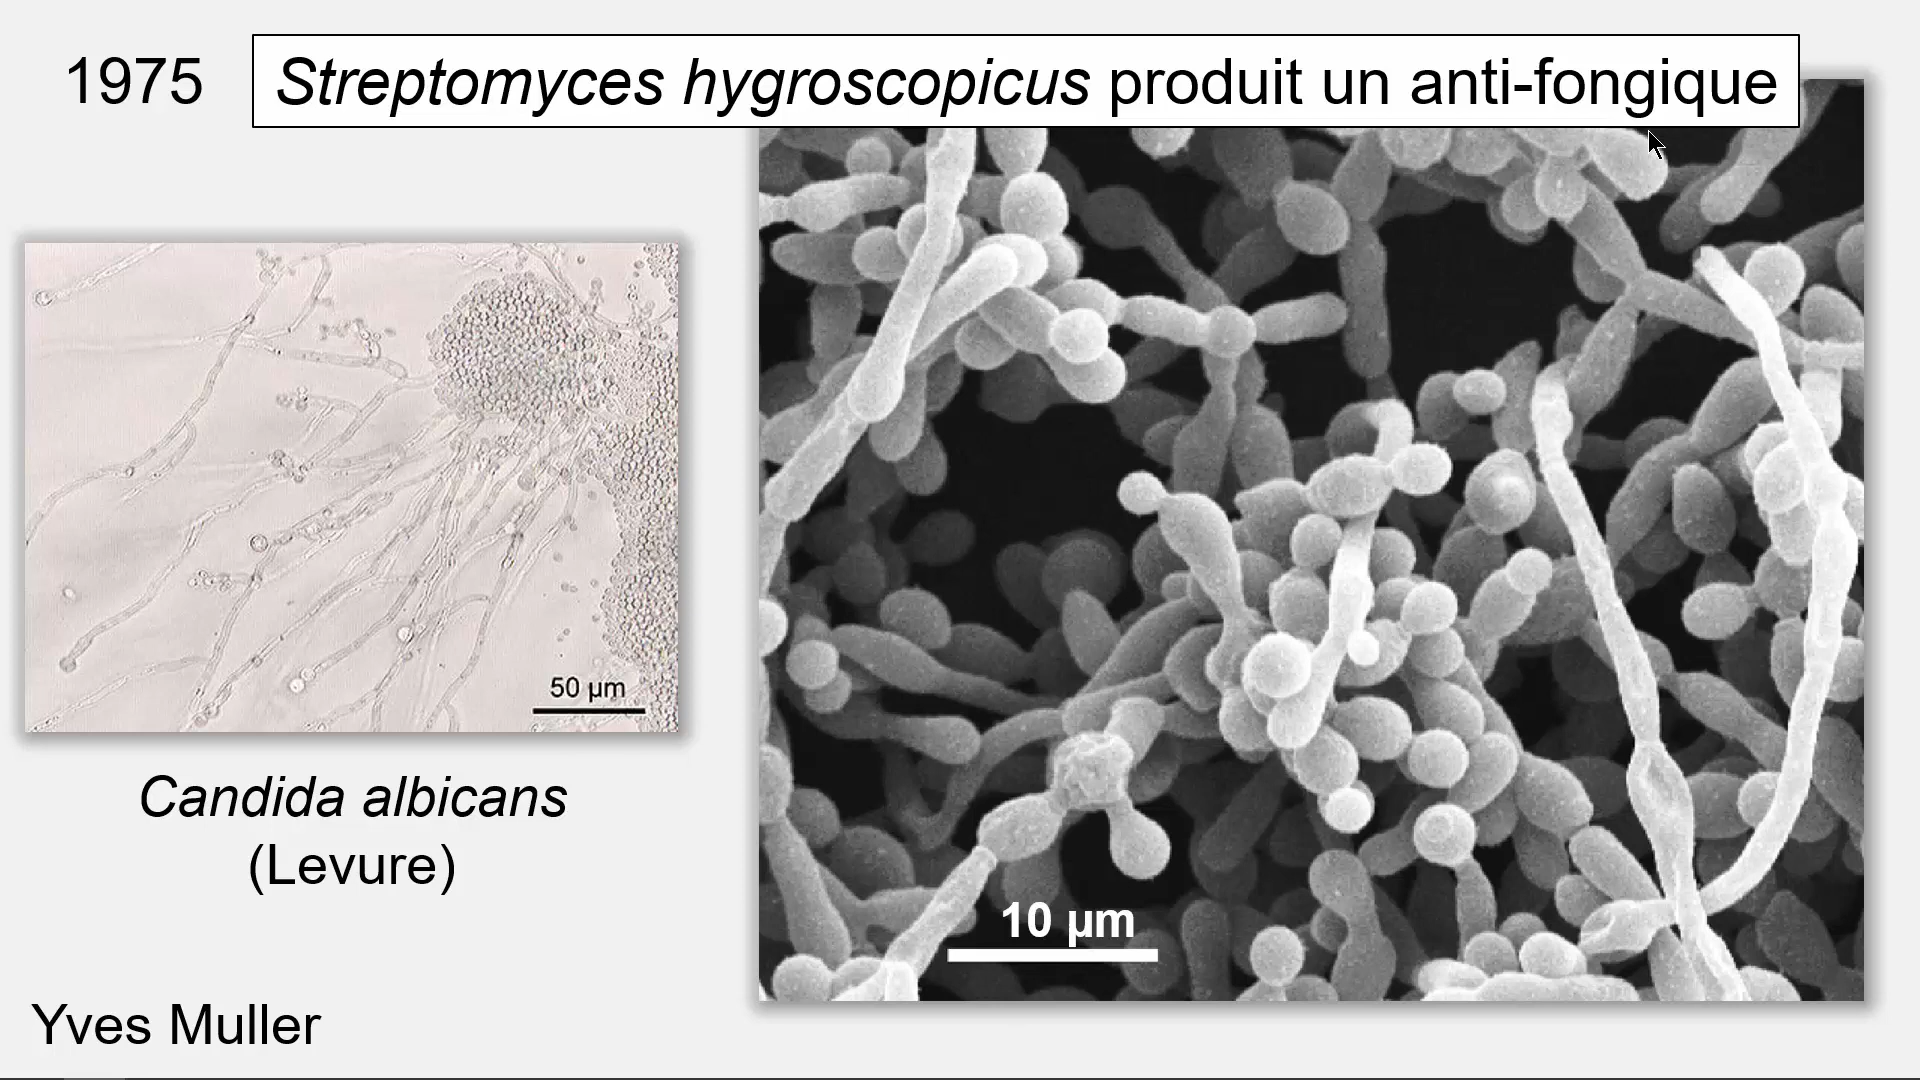 1975
Streptomyces hygroscopicus produit un anti-fongique
50 µm
Candida albicans
(Levure)
10 µm
Yves Muller